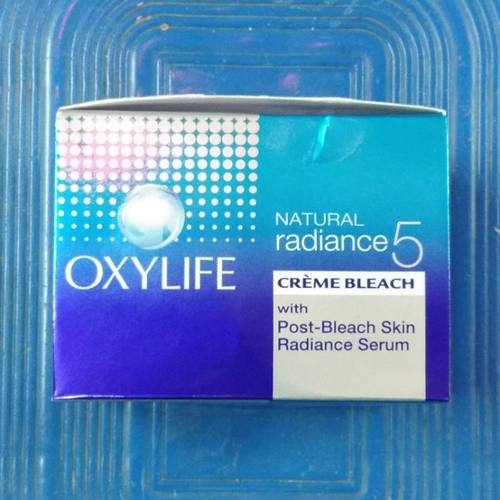 OXYLIFE
NATURAL
radiance 5
CRÈME BLEACH
with
Post-Bleach Skin
Radiance Serum